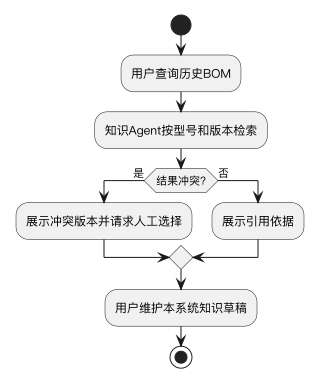 用户查询历史BOM
知识Agent按型号和版本检索
是
结果冲突?
否
展示冲突版本并请求人工选择
展示引用依据
用户维护本系统知识草稿